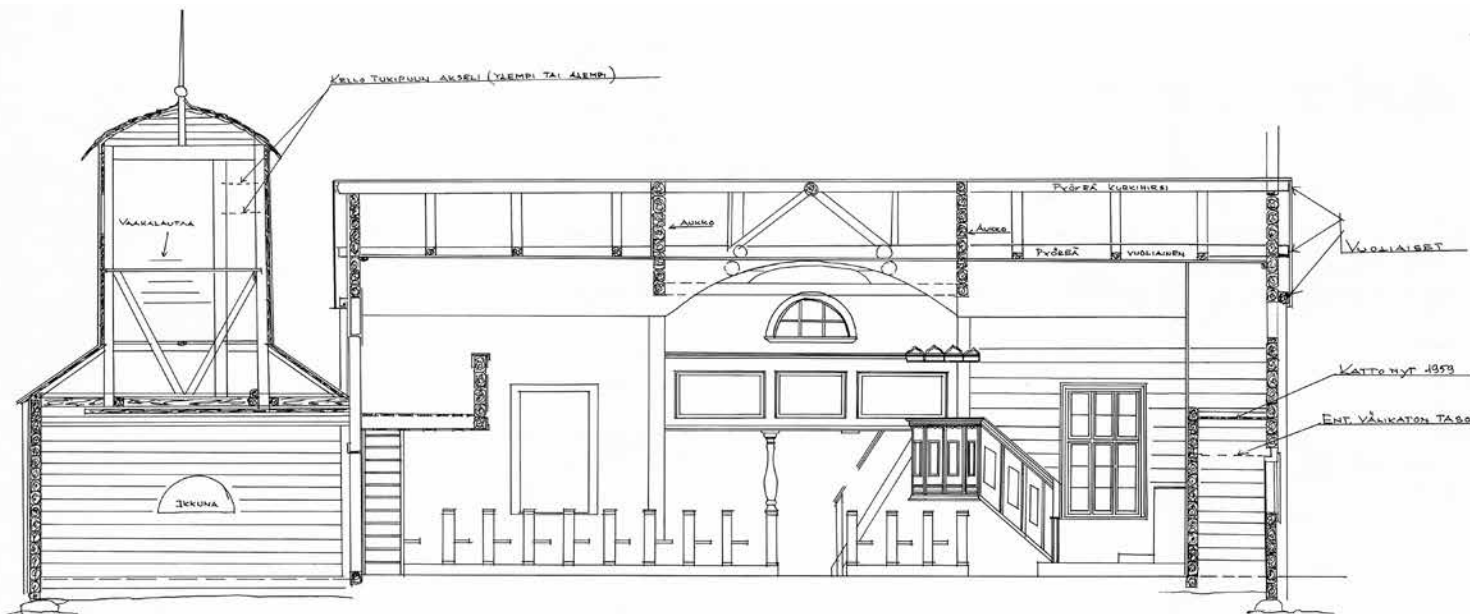 KELLO TUKIPUUN AKSELI (YLEMPI TAI ALEMPI)
VAAKALAUTAA
PYÖREÄ KURKIHIRSI
AUKKO
AUKKO
VUOLIAISET
PYÖREÄ VUOLIAINEN
KATTO NYT 1959
ENT. VÄLIKATON TASO
IKKUNA